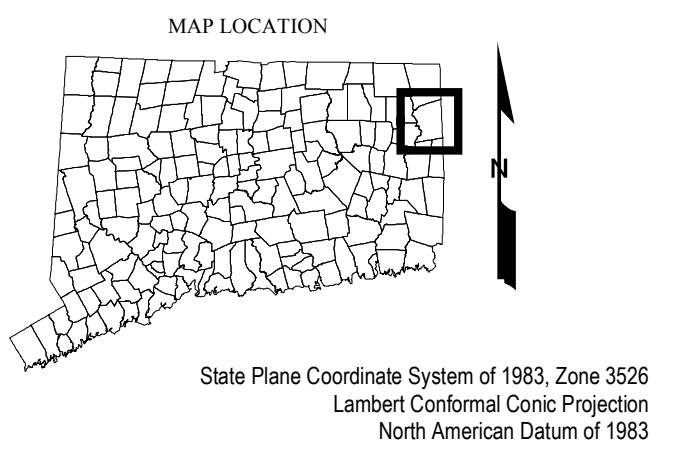 MAP LOCATION
N
State Plane Coordinate System of 1983, Zone 3526
Lambert Conformal Conic Projection
North American Datum of 1983